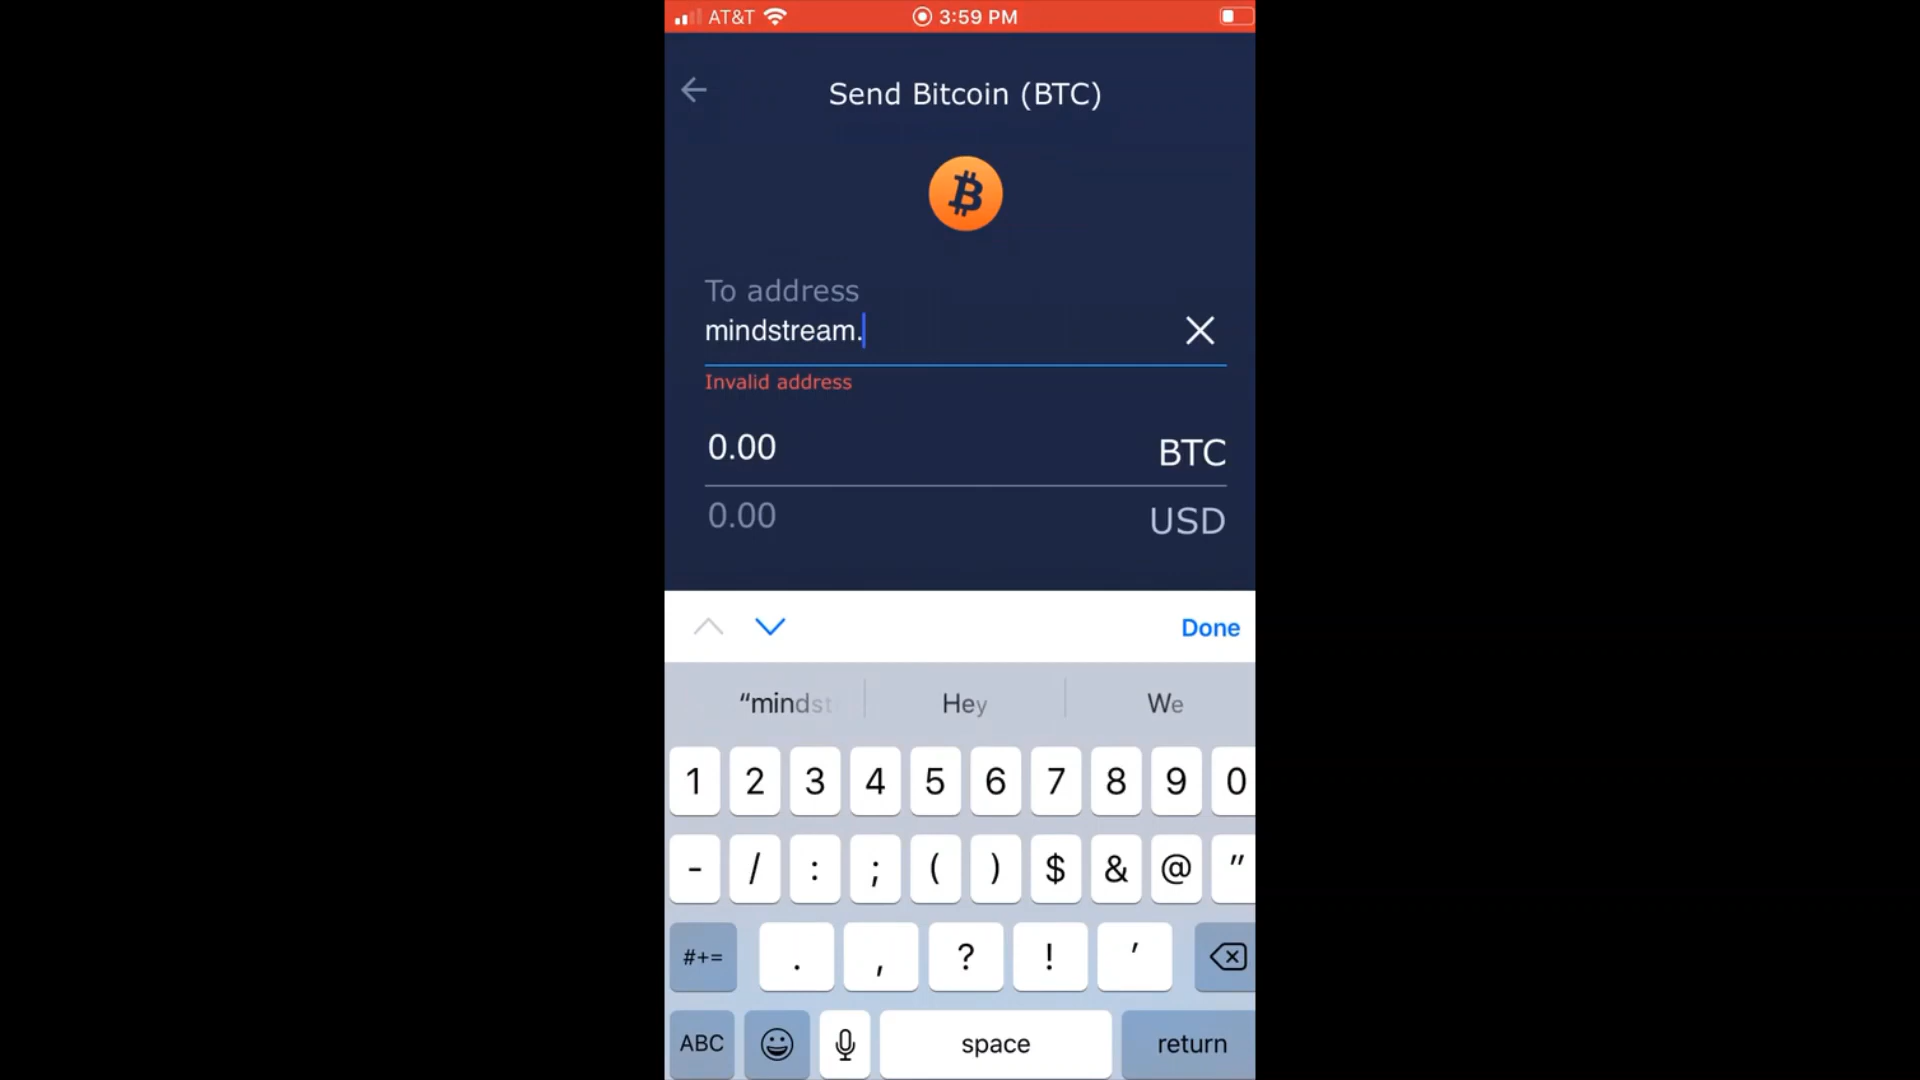 AT&T 3:59 PM
Send Bitcoin (BTC)
To address
mindstream.
Invalid address
0.00 BTC
0.00 USD
Done
“mindst Hey We
1 2 3 4 5 6 7 8 9 0
- / : ; ( ) $ & @ "
#+= . , ? ! '
ABC space return